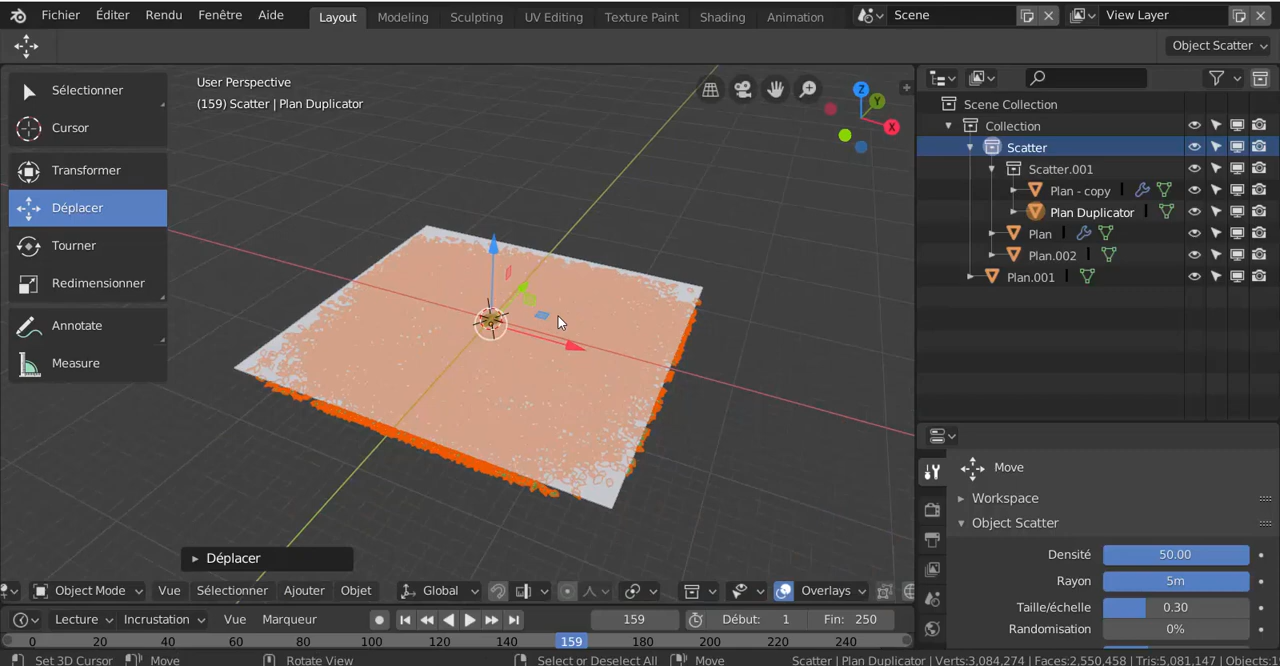 Fichier Éditer Rendu Fenêtre Aide Layout Modeling Sculpting UV Editing Texture Paint Shading Animation Scene View Layer
Object Scatter
Sélectionner
Cursor
Transformer
Déplacer
Tourner
Redimensionner
Annotate
Measure
User Perspective
(159) Scatter | Plan Duplicator
Z
Y
X
Scene Collection
Collection
Scatter
Scatter.001
Plan - copy
Plan Duplicator
Plan
Plan.002
Plan.001
Move
Workspace
Object Scatter
Densité 50.00
Rayon 5m
Taille/échelle 0.30
Randomisation 0%
Déplacer
Object Mode Vue Sélectionner Ajouter Objet Global Overlays
Lecture Incrustation Vue Marqueur 159 Début: 1 Fin: 250
0 20 40 60 80 100 120 140 159 180 200 220 240
Set 3D Cursor Move Rotate View Select or Deselect All Move Scatter | Plan Duplicator | Verts:3,084,274 | Faces:2,550,458 | Tris:5,081,147 | Objects:1